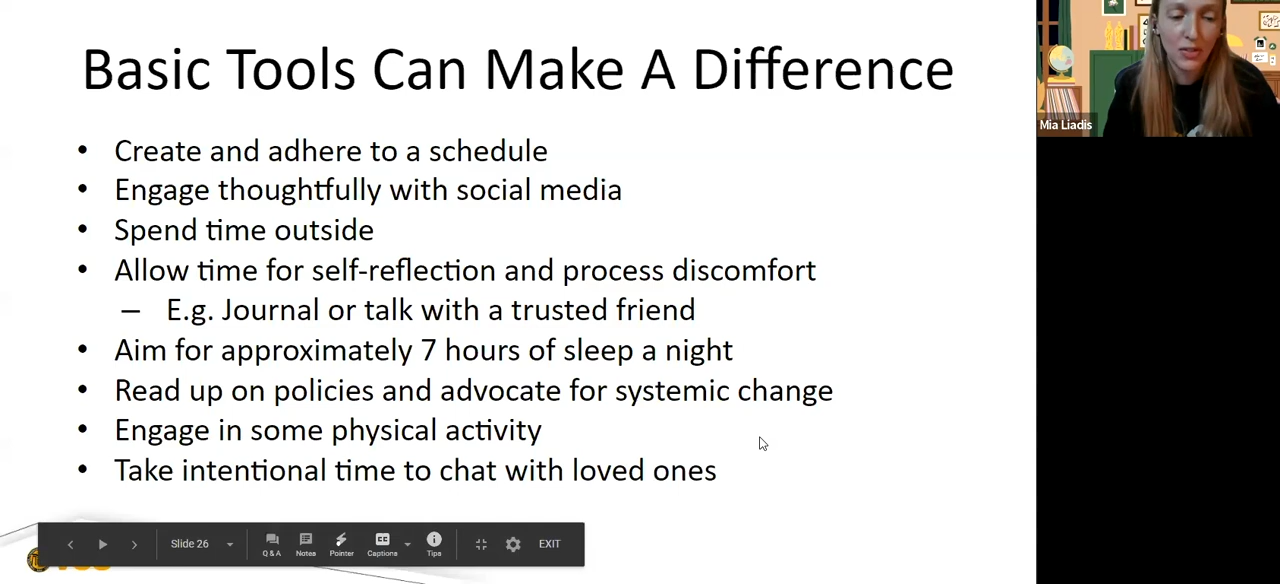 Basic Tools Can Make A Difference
• Create and adhere to a schedule
• Engage thoughtfully with social media
• Spend time outside
• Allow time for self-reflection and process discomfort
– E.g. Journal or talk with a trusted friend
• Aim for approximately 7 hours of sleep a night
• Read up on policies and advocate for systemic change
• Engage in some physical activity
• Take intentional time to chat with loved ones
Mia Liadis
Slide 26
Q & A
Notes
Pointer
Captions
Tips
EXIT